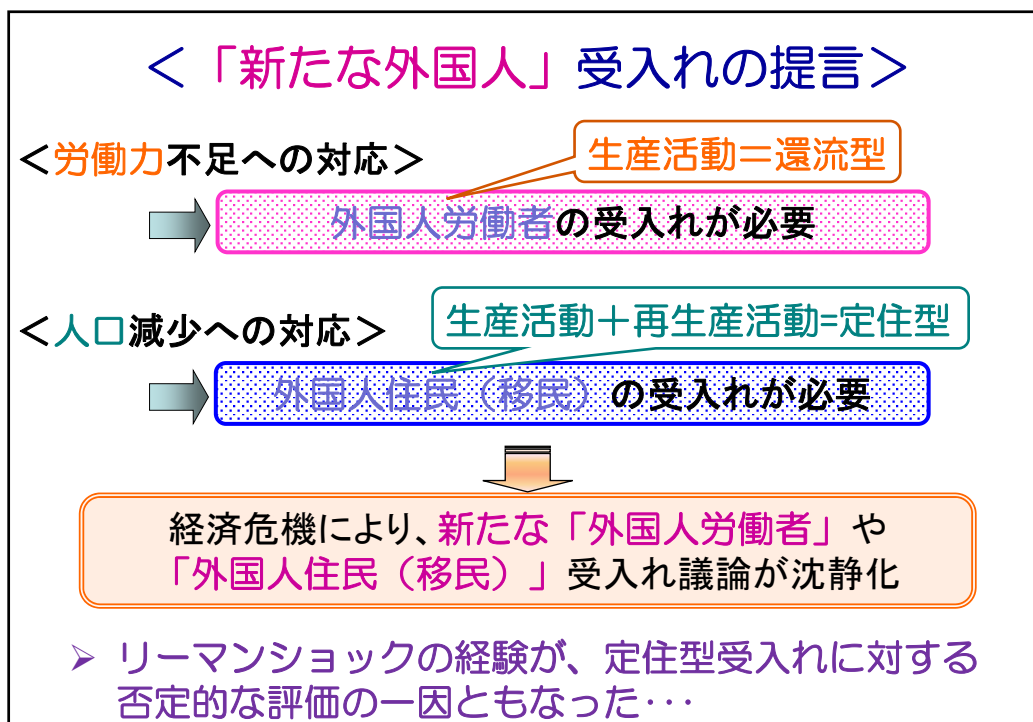 ＜「新たな外国人」受入れの提言＞
＜労働力不足への対応＞
生産活動＝還流型
外国人労働者の受入れが必要
＜人口減少への対応＞
生産活動＋再生産活動=定住型
外国人住民（移民）の受入れが必要
経済危機により、新たな「外国人労働者」や
「外国人住民（移民）」受入れ議論が沈静化
➢ リーマンショックの経験が、定住型受入れに対する
否定的な評価の一因ともなった･･･